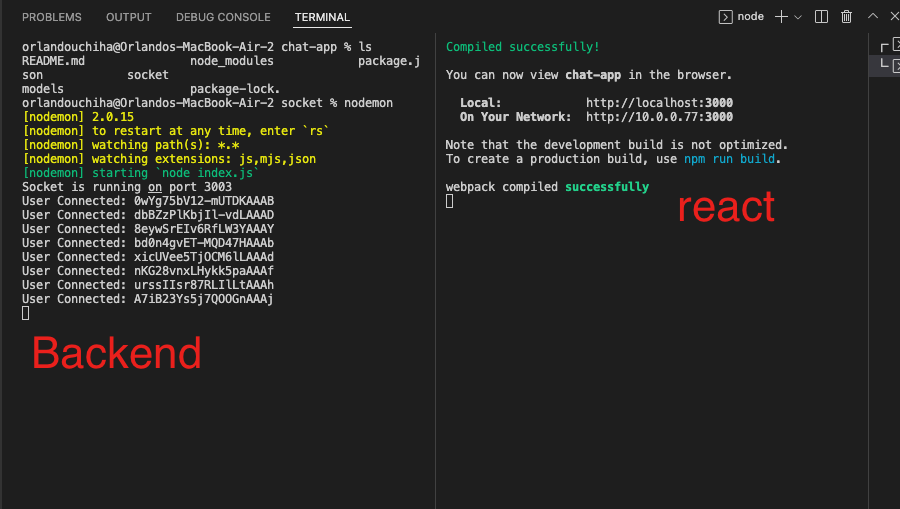 PROBLEMS OUTPUT DEBUG CONSOLE TERMINAL node
orlandouchiha@Orlandos-MacBook-Air-2 chat-app % ls
README.md node_modules package.j
son socket
models package-lock.
orlandouchiha@Orlandos-MacBook-Air-2 socket % nodemon
[nodemon] 2.0.15
[nodemon] to restart at any time, enter `rs`
[nodemon] watching path(s): *.*
[nodemon] watching extensions: js,mjs,json
[nodemon] starting `node index.js`
Socket is running on port 3003
User Connected: 0wYg75bV12-mUTDKAAAB
User Connected: dbBZzPlKbjIl-vdLAAAD
User Connected: 8eywSrEIv6RfLW3YAAAY
User Connected: bd0n4gvET-MQD47HAAAb
User Connected: xicUVee5TjOCM6lLAAAd
User Connected: nKG28vnxLHykk5paAAAf
User Connected: urssIIsr87RLIlLtAAAh
User Connected: A7iB23Ys5j7QOOGnAAAj
Backend
Compiled successfully!
You can now view chat-app in the browser.
Local: http://localhost:3000
On Your Network: http://10.0.0.77:3000
Note that the development build is not optimized.
To create a production build, use npm run build.
webpack compiled successfully
react